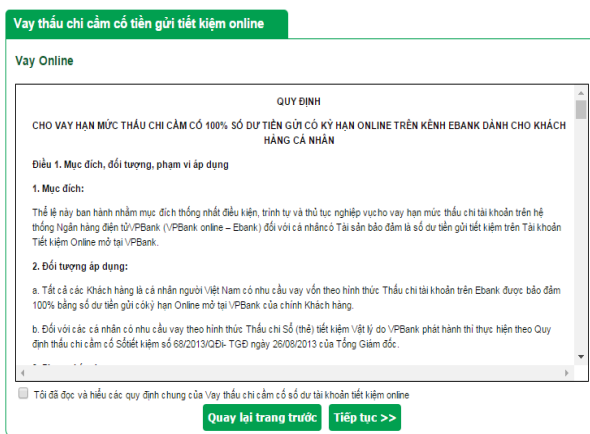 Vay thấu chi cầm cố tiền gửi tiết kiệm online
Vay Online
QUY ĐỊNH
CHO VAY HẠN MỨC THẤU CHI CẦM CỐ 100% SỐ DƯ TIỀN GỬI CÓ KỲ HẠN ONLINE TRÊN KÊNH EBANK DÀNH CHO KHÁCH
HÀNG CÁ NHÂN
Điều 1. Mục đích, đối tượng, phạm vi áp dụng
1. Mục đích:
Thể lệ này ban hành nhằm mục đích thống nhất điều kiện, trình tự và thủ tục nghiệp vụcho vay hạn mức thấu chi tài khoản trên hệ
thống Ngân hàng điện tửVPBank (VPBank online – Ebank) đối với cá nhâncó Tài sản bảo đảm là số dư tiền gửi tiết kiệm trên Tài khoản
Tiết kiệm Online mở tại VPBank.
2. Đối tượng áp dụng:
a. Tất cả các Khách hàng là cá nhân người Việt Nam có nhu cầu vay vốn theo hình thức Thấu chi tài khoản trên Ebank được bảo đảm
100% bằng số dư tiền gửi cókỳ hạn Online mở tại VPBank của chính Khách hàng.
b. Đối với các cá nhân có nhu cầu vay theo hình thức Thấu chi Sổ (thẻ) tiết kiệm Vật lý do VPBank phát hành thì thực hiện theo Quy
định thấu chi cầm cố Sốtiết kiệm số 68/2013/QĐi- TGĐ ngày 26/08/2013 của Tổng Giám đốc.
Tôi đã đọc và hiểu các quy định chung của Vay thấu chi cầm cố số dư tài khoản tiết kiệm online
Quay lại trang trước Tiếp tục >>